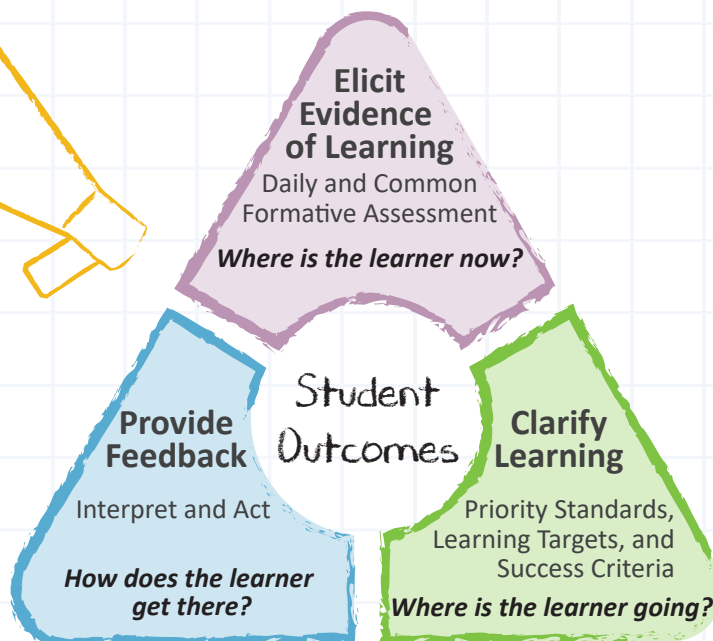 Elicit
Evidence
of Learning
Daily and Common
Formative Assessment
Where is the learner now?
Student
Outcomes
Provide
Feedback
Interpret and Act
How does the learner
get there?
Clarify
Learning
Priority Standards,
Learning Targets, and
Success Criteria
Where is the learner going?